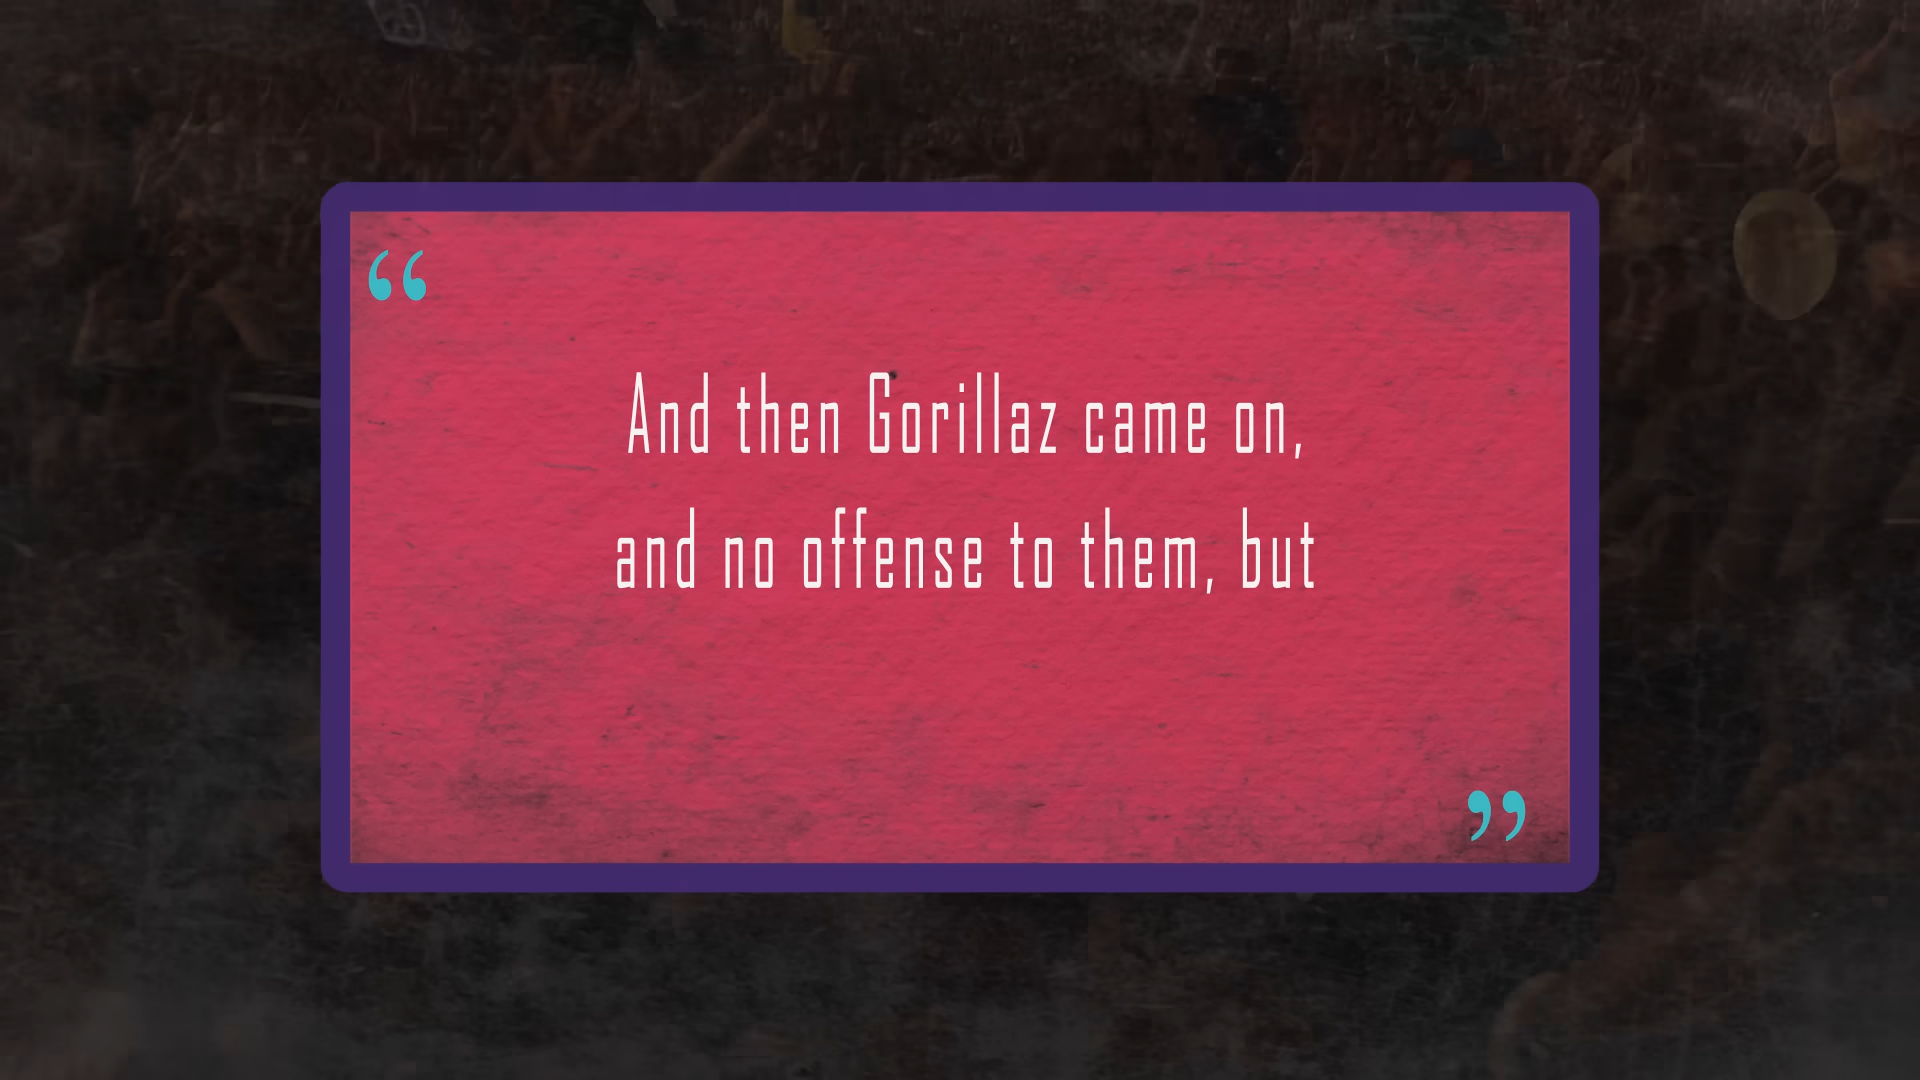 “
And then Gorillaz came on,
and no offense to them, but
”